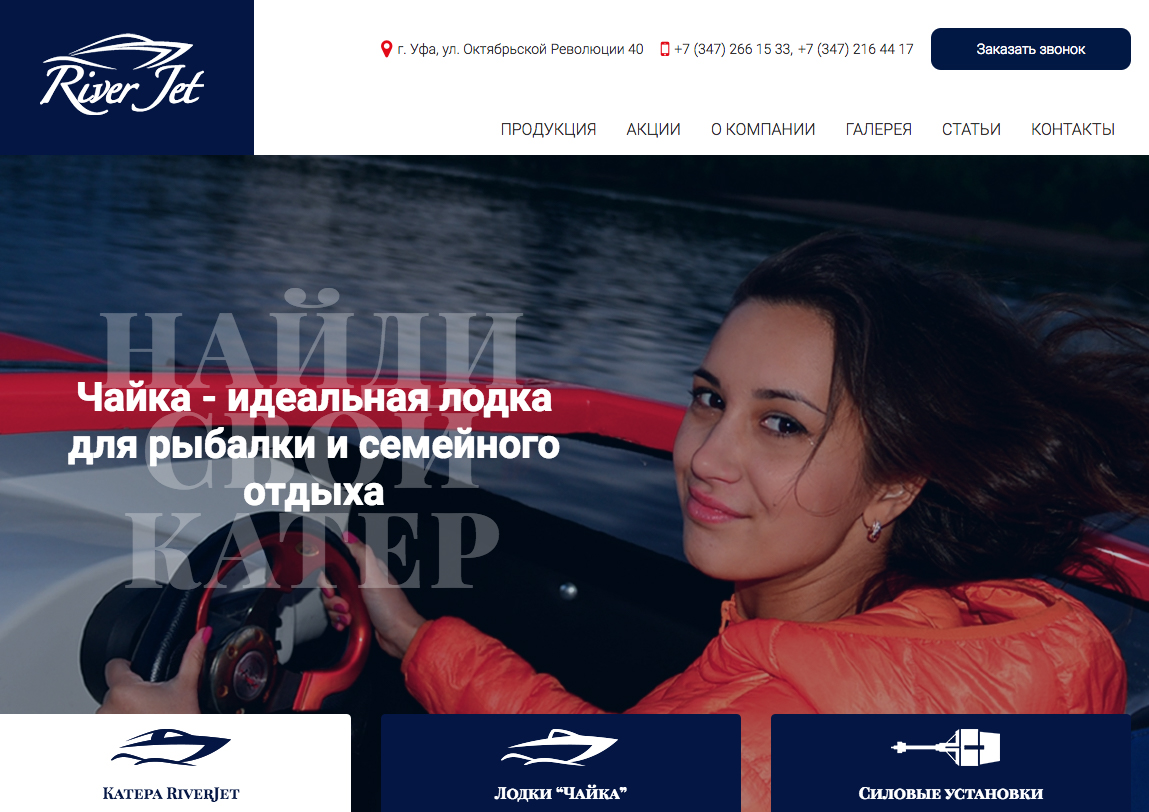 River Jet
г. Уфа, ул. Октябрьской Революции 40
+7 (347) 266 15 33, +7 (347) 216 44 17
Заказать звонок
ПРОДУКЦИЯ
АКЦИИ
О КОМПАНИИ
ГАЛЕРЕЯ
СТАТЬИ
КОНТАКТЫ
НАЙДИ
СВОЙ
КАТЕР
Чайка - идеальная лодка
для рыбалки и семейного
отдыха
Катера RiverJet
Лодки “Чайка”
Силовые установки